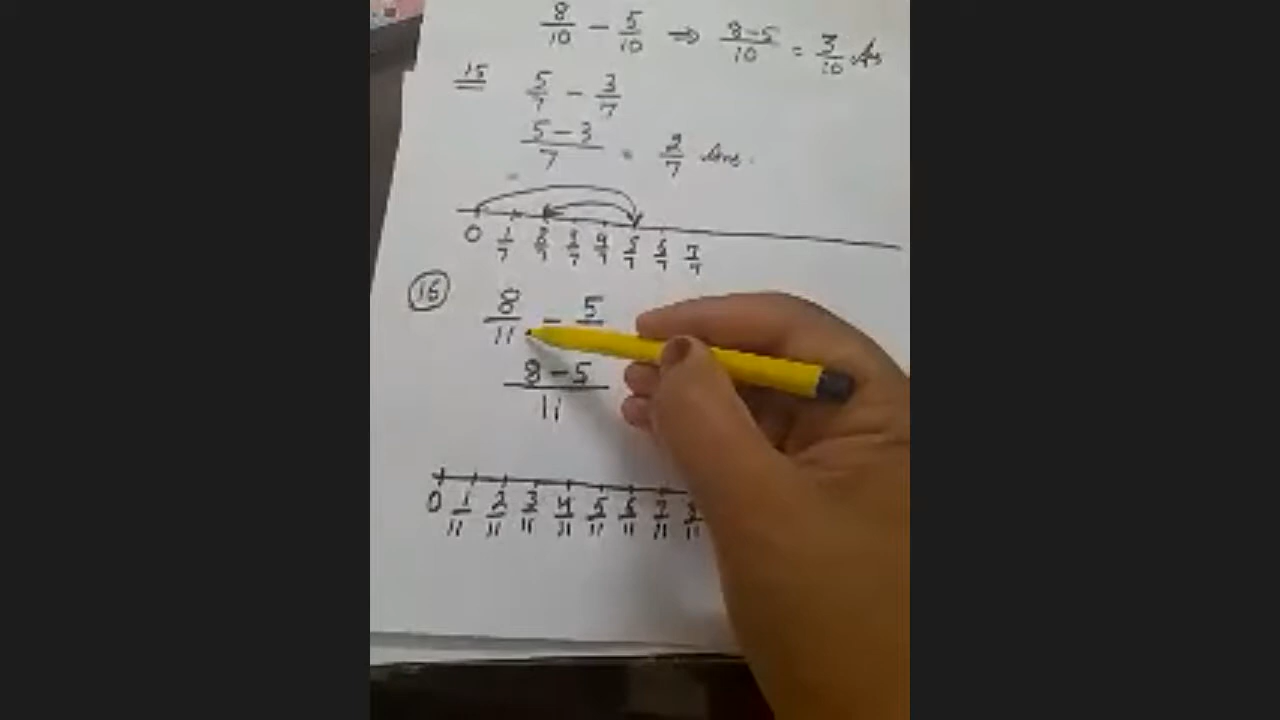 8/10 - 5/10 ⇒ 8-5/10 = 3/10 Ans
15 5/7 - 3/7
5-3/7 = 2/7 Ans.
0 1/7 2/7 3/7 4/7 5/7 6/7 7/7
16 8/11 - 5
8-5/11
0 1/11 2/11 3/11 4/11 5/11 6/11 7/11 8/11